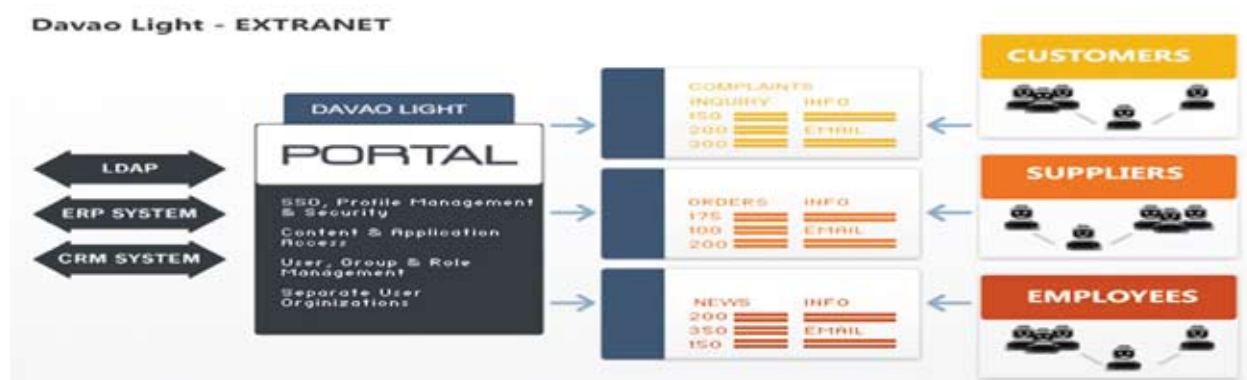 Davao Light - EXTRANET
LDAP
ERP SYSTEM
CRM SYSTEM
DAVAO LIGHT
PORTAL
SSO, Profile Management
& Security
Content & Application
Access
User, Group & Role
Management
Separate User
Orginizations
COMPLAINTS
INQUIRY INFO
150
200 EMAIL
300
ORDERS INFO
175
100 EMAIL
200
NEWS INFO
200
350 EMAIL
150
CUSTOMERS
SUPPLIERS
EMPLOYEES